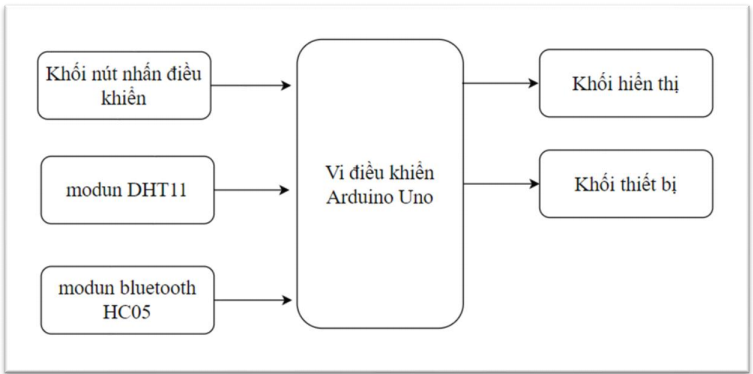 Khối nút nhấn điều
khiển
modun DHT11
modun bluetooth
HC05
Vi điều khiển
Arduino Uno
Khối hiển thị
Khối thiết bị